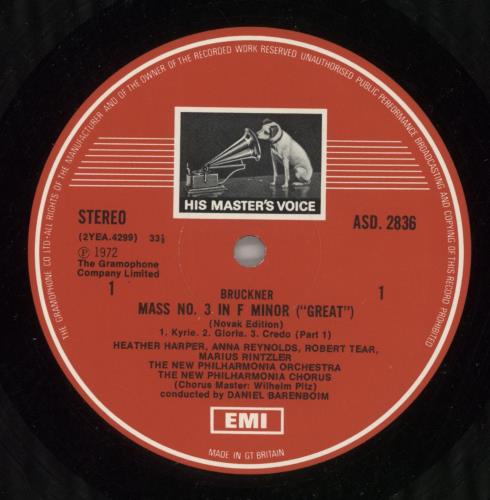 THE GRAMOPHONE CO LTD·ALL RIGHTS OF THE MANUFACTURER AND OF THE OWNER OF THE RECORDED WORK RESERVED UNAUTHORISED PUBLIC PERFORMANCE BROADCASTING AND COPYING OF THIS RECORD PROHIBITED
HIS MASTER'S VOICE
STEREO
ASD. 2836
(2YEA.4299) 33⅓
Ⓟ 1972
The Gramophone
Company Limited
1
1
BRUCKNER
MASS NO. 3 IN F MINOR ("GREAT")
(Novak Edition)
1. Kyrie. 2. Gloria. 3. Credo (Part 1)
HEATHER HARPER, ANNA REYNOLDS, ROBERT TEAR,
MARIUS RINTZLER
THE NEW PHILHARMONIA ORCHESTRA
THE NEW PHILHARMONIA CHORUS
(Chorus Master: Wilhelm Pitz)
conducted by DANIEL BARENBOIM
EMI
MADE IN GT BRITAIN